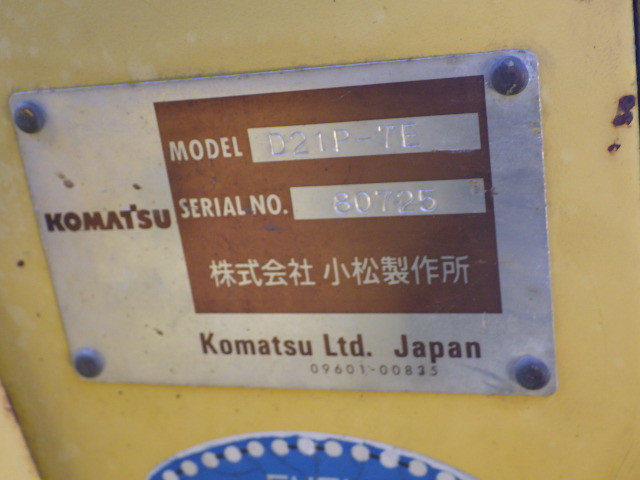 MODEL D21P-7E
KOMATSU
SERIAL NO. 80725
株式会社 小松製作所
Komatsu Ltd. Japan
09601-00835